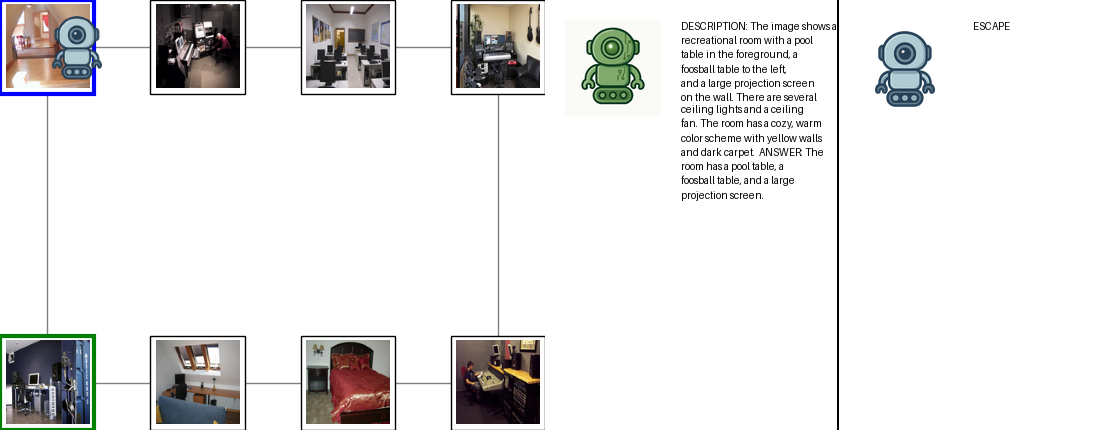 DESCRIPTION: The image shows a
recreational room with a pool
table in the foreground, a
foosball table to the left,
and a large projection screen
on the wall. There are several
ceiling lights and a ceiling
fan. The room has a cozy, warm
color scheme with yellow walls
and dark carpet. ANSWER: The
room has a pool table, a
foosball table, and a large
projection screen.
ESCAPE